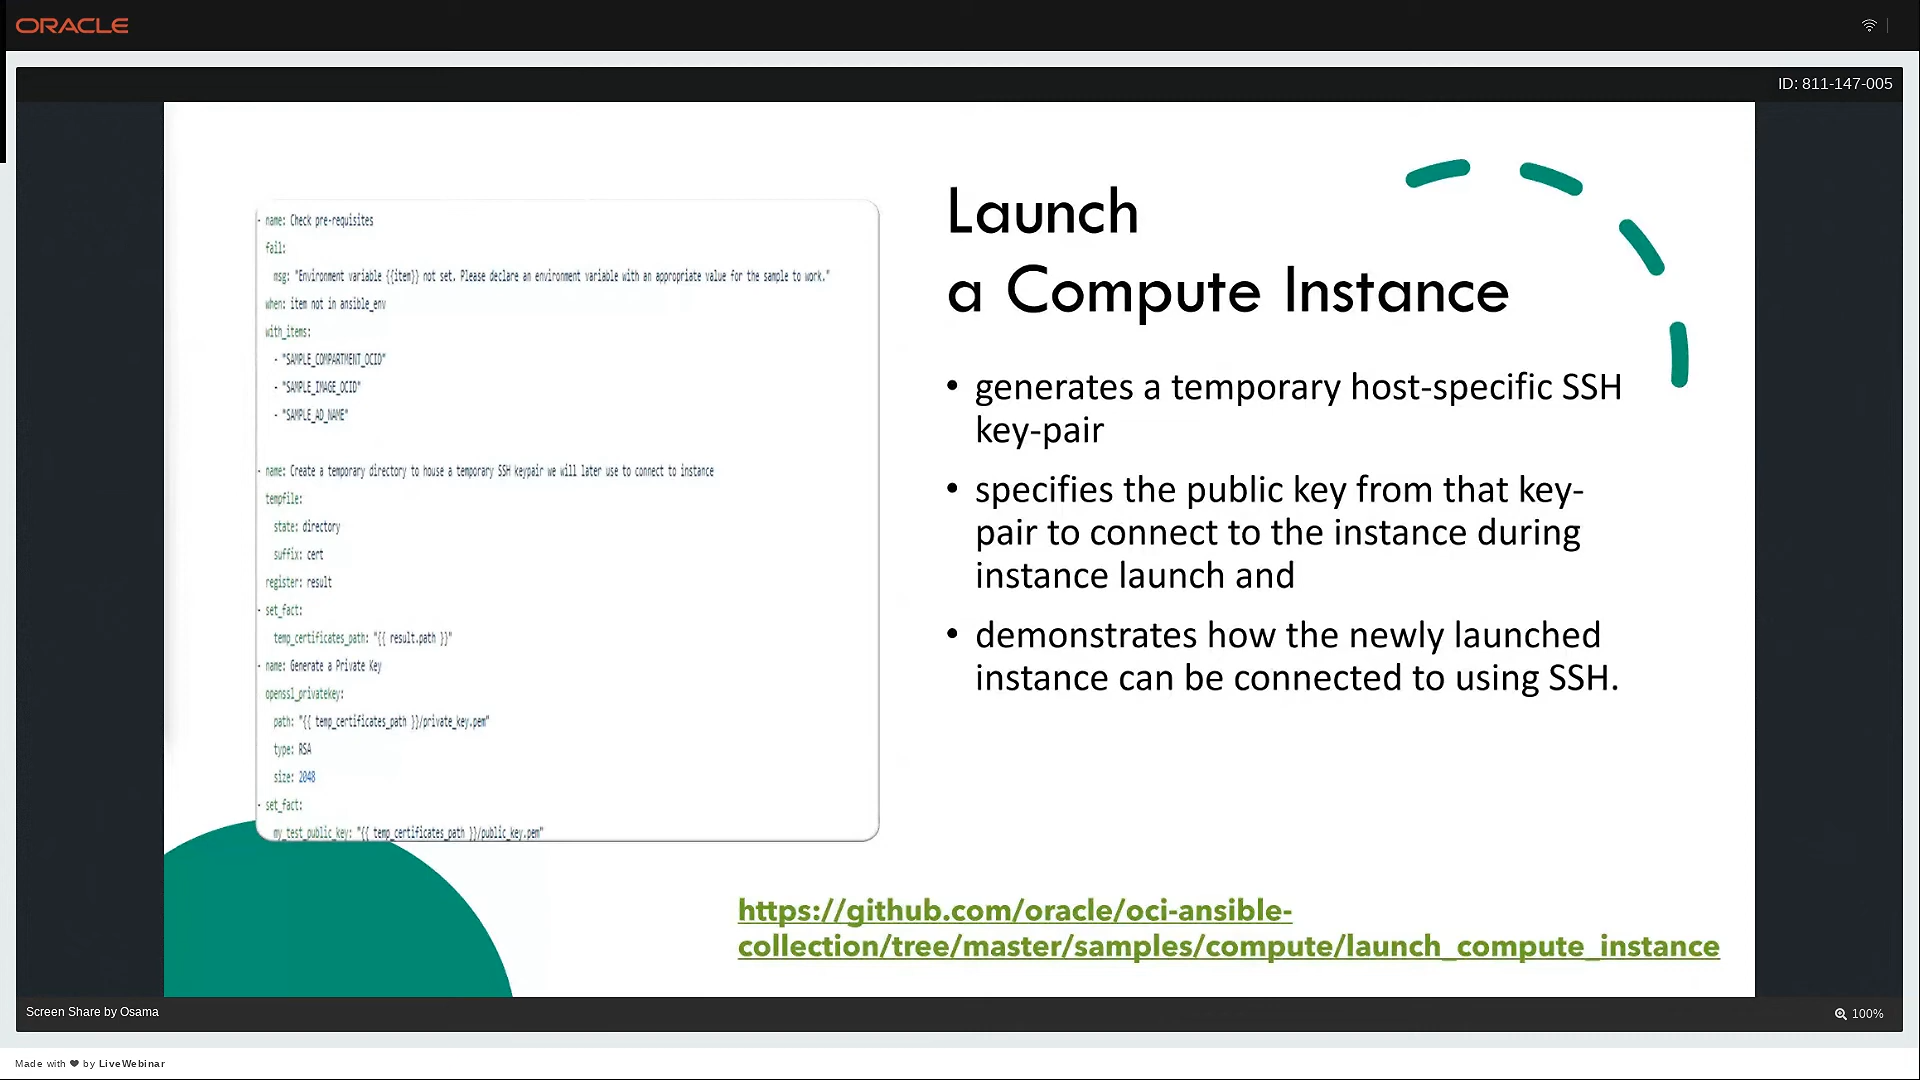 ORACLE
ID: 811-147-005
- name: Check pre-requisites
fail:
msg: "Environment variable {{item}} not set. Please declare an environment variable with an appropriate value for the sample to work."
when: item not in ansible_env
with_items:
- "SAMPLE_COMPARTMENT_OCID"
- "SAMPLE_IMAGE_OCID"
- "SAMPLE_AD_NAME"
- name: Create a temporary directory to house a temporary SSH keypair we will later use to connect to instance
tempfile:
state: directory
suffix: cert
register: result
- set_fact:
temp_certificates_path: "{{ result.path }}"
- name: Generate a Private Key
openssl_privatekey:
path: "{{ temp_certificates_path }}/private_key.pem"
type: RSA
size: 2048
- set_fact:
my_test_public_key: "{{ temp_certificates_path }}/public_key.pem"
Launch
a Compute Instance
• generates a temporary host-specific SSH
key-pair
• specifies the public key from that key-
pair to connect to the instance during
instance launch and
• demonstrates how the newly launched
instance can be connected to using SSH.
https://github.com/oracle/oci-ansible-
collection/tree/master/samples/compute/launch_compute_instance
Screen Share by Osama
100%
Made with ❤ by LiveWebinar